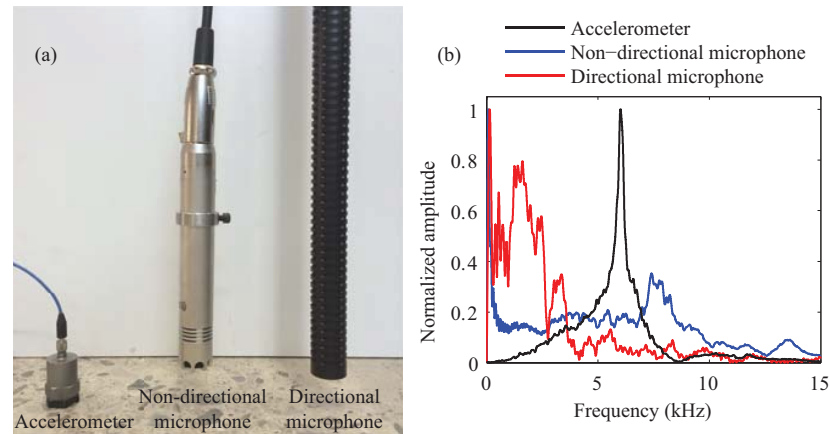 (a)
Accelerometer
Non-directional
microphone
Directional
microphone
(b)
Accelerometer
Non−directional microphone
Directional microphone
Normalized amplitude
1
0.8
0.6
0.4
0.2
0
0
5
10
15
Frequency (kHz)